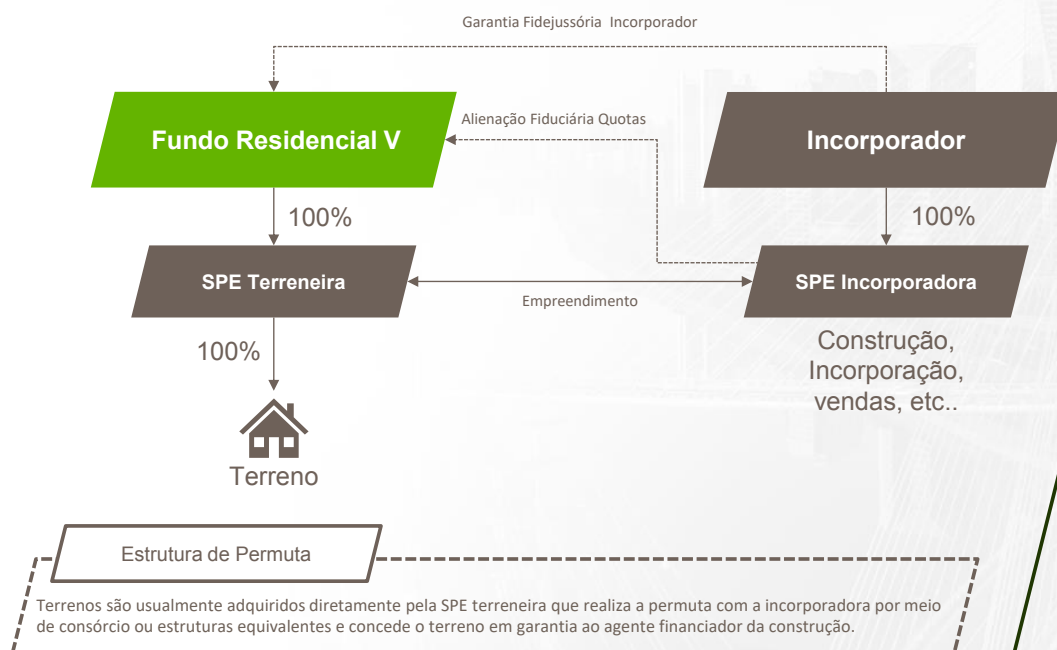 Garantia Fidejussória Incorporador
Fundo Residencial V
Alienação Fiduciária Quotas
Incorporador
100%
100%
SPE Terreneira
Empreendimento
SPE Incorporadora
100%
Construção,
Incorporação,
vendas, etc..
Terreno
Estrutura de Permuta
Terrenos são usualmente adquiridos diretamente pela SPE terreneira que realiza a permuta com a incorporadora por meio
de consórcio ou estruturas equivalentes e concede o terreno em garantia ao agente financiador da construção.